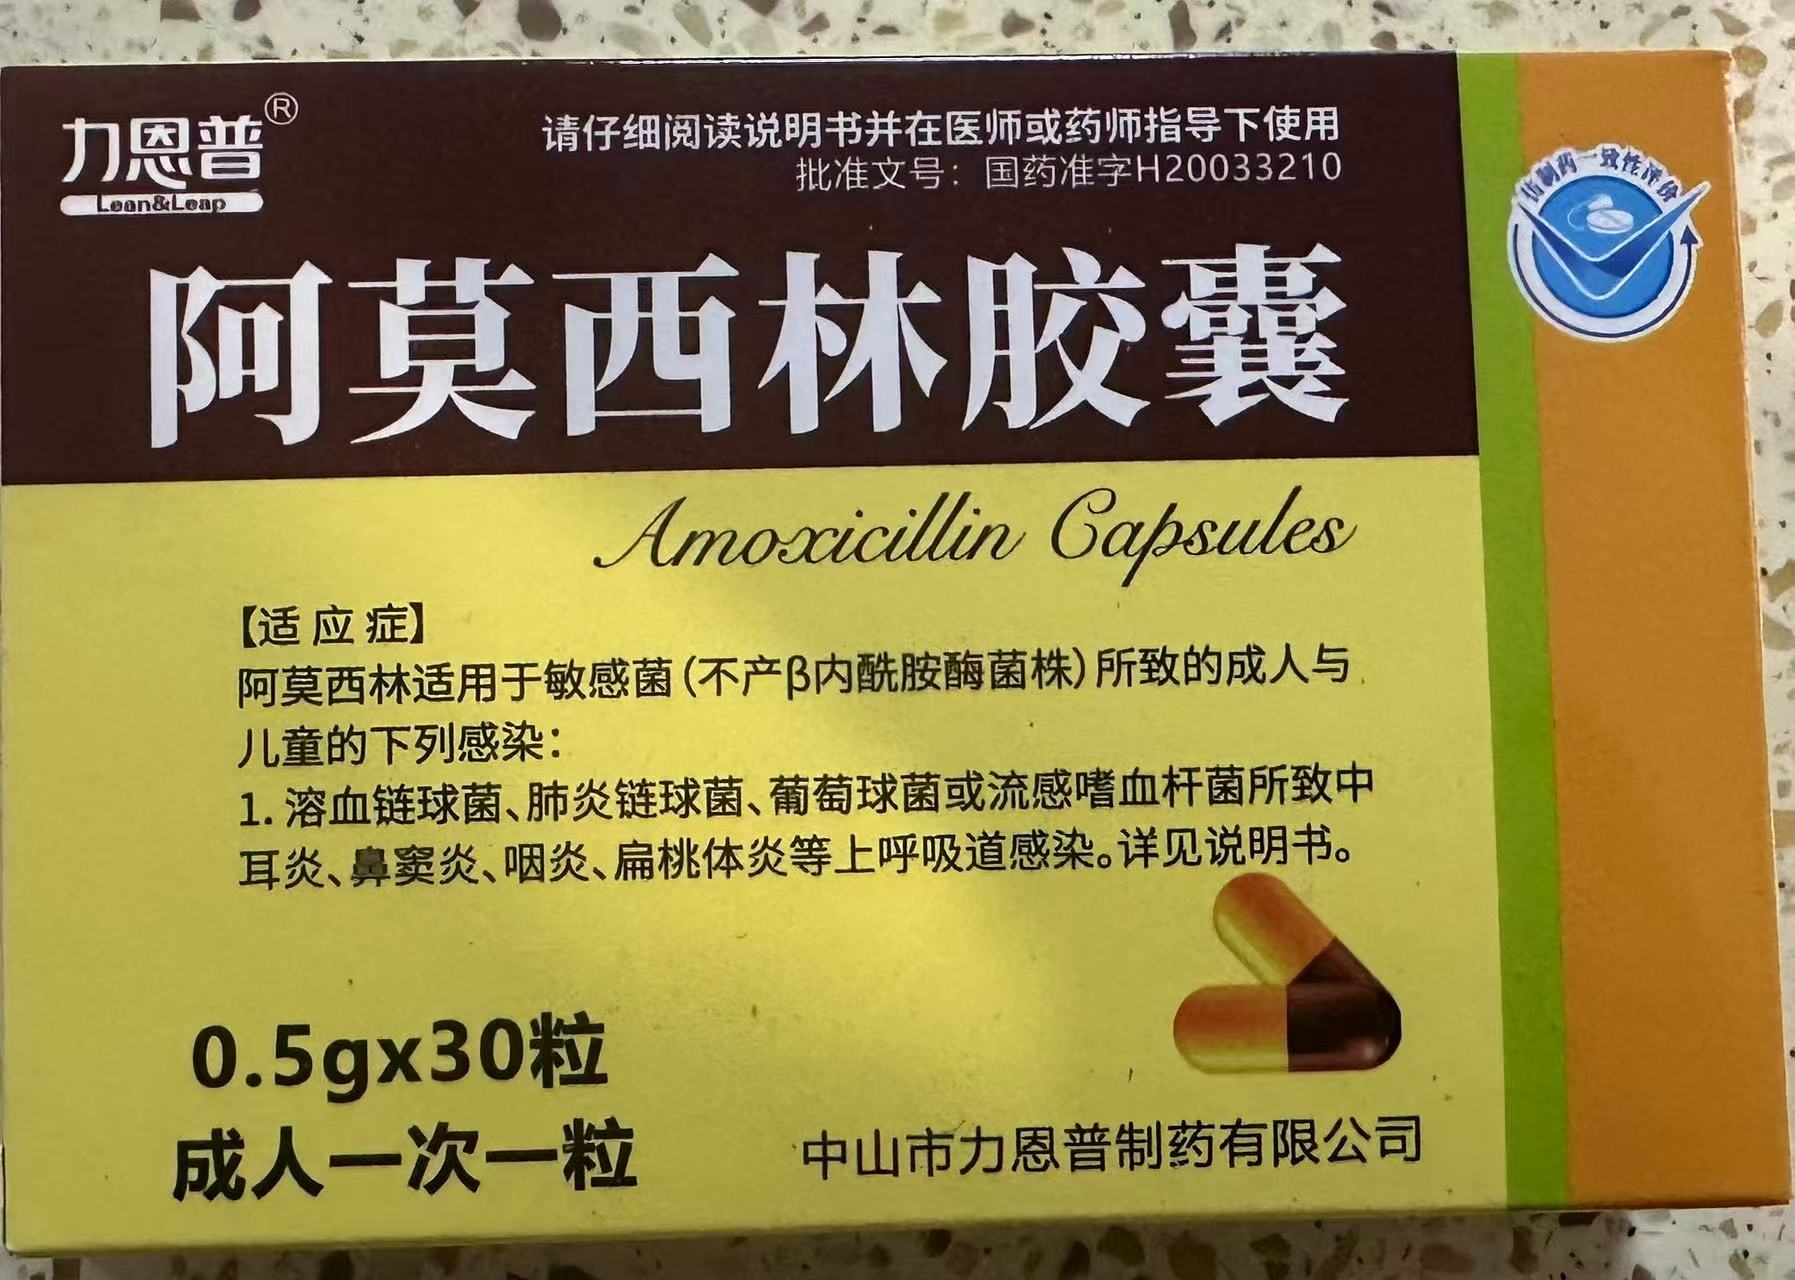 力恩普®
Lean&Leap
请仔细阅读说明书并在医师或药师指导下使用
批准文号：国药准字H20033210
仿制药一致性评价
阿莫西林胶囊
Amoxicillin Capsules
【适应症】
阿莫西林适用于敏感菌(不产β内酰胺酶菌株)所致的成人与
儿童的下列感染：
1.溶血链球菌、肺炎链球菌、葡萄球菌或流感嗜血杆菌所致中
耳炎、鼻窦炎、咽炎、扁桃体炎等上呼吸道感染。详见说明书。
0.5gx30粒
成人一次一粒
中山市力恩普制药有限公司